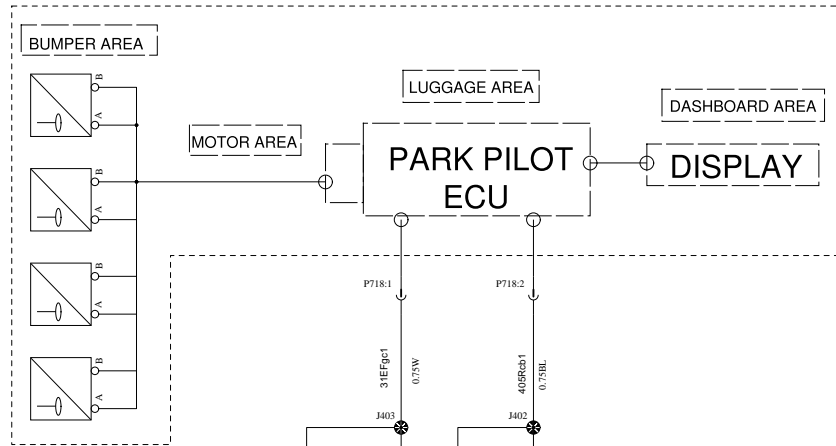 BUMPER AREA
B
A
B
A
B
A
B
A
MOTOR AREA
LUGGAGE AREA
DASHBOARD AREA
PARK PILOT
ECU
DISPLAY
P718:1
P718:2
31EFgc1
0.75W
405Rcb1
0.75BL
J403
J402